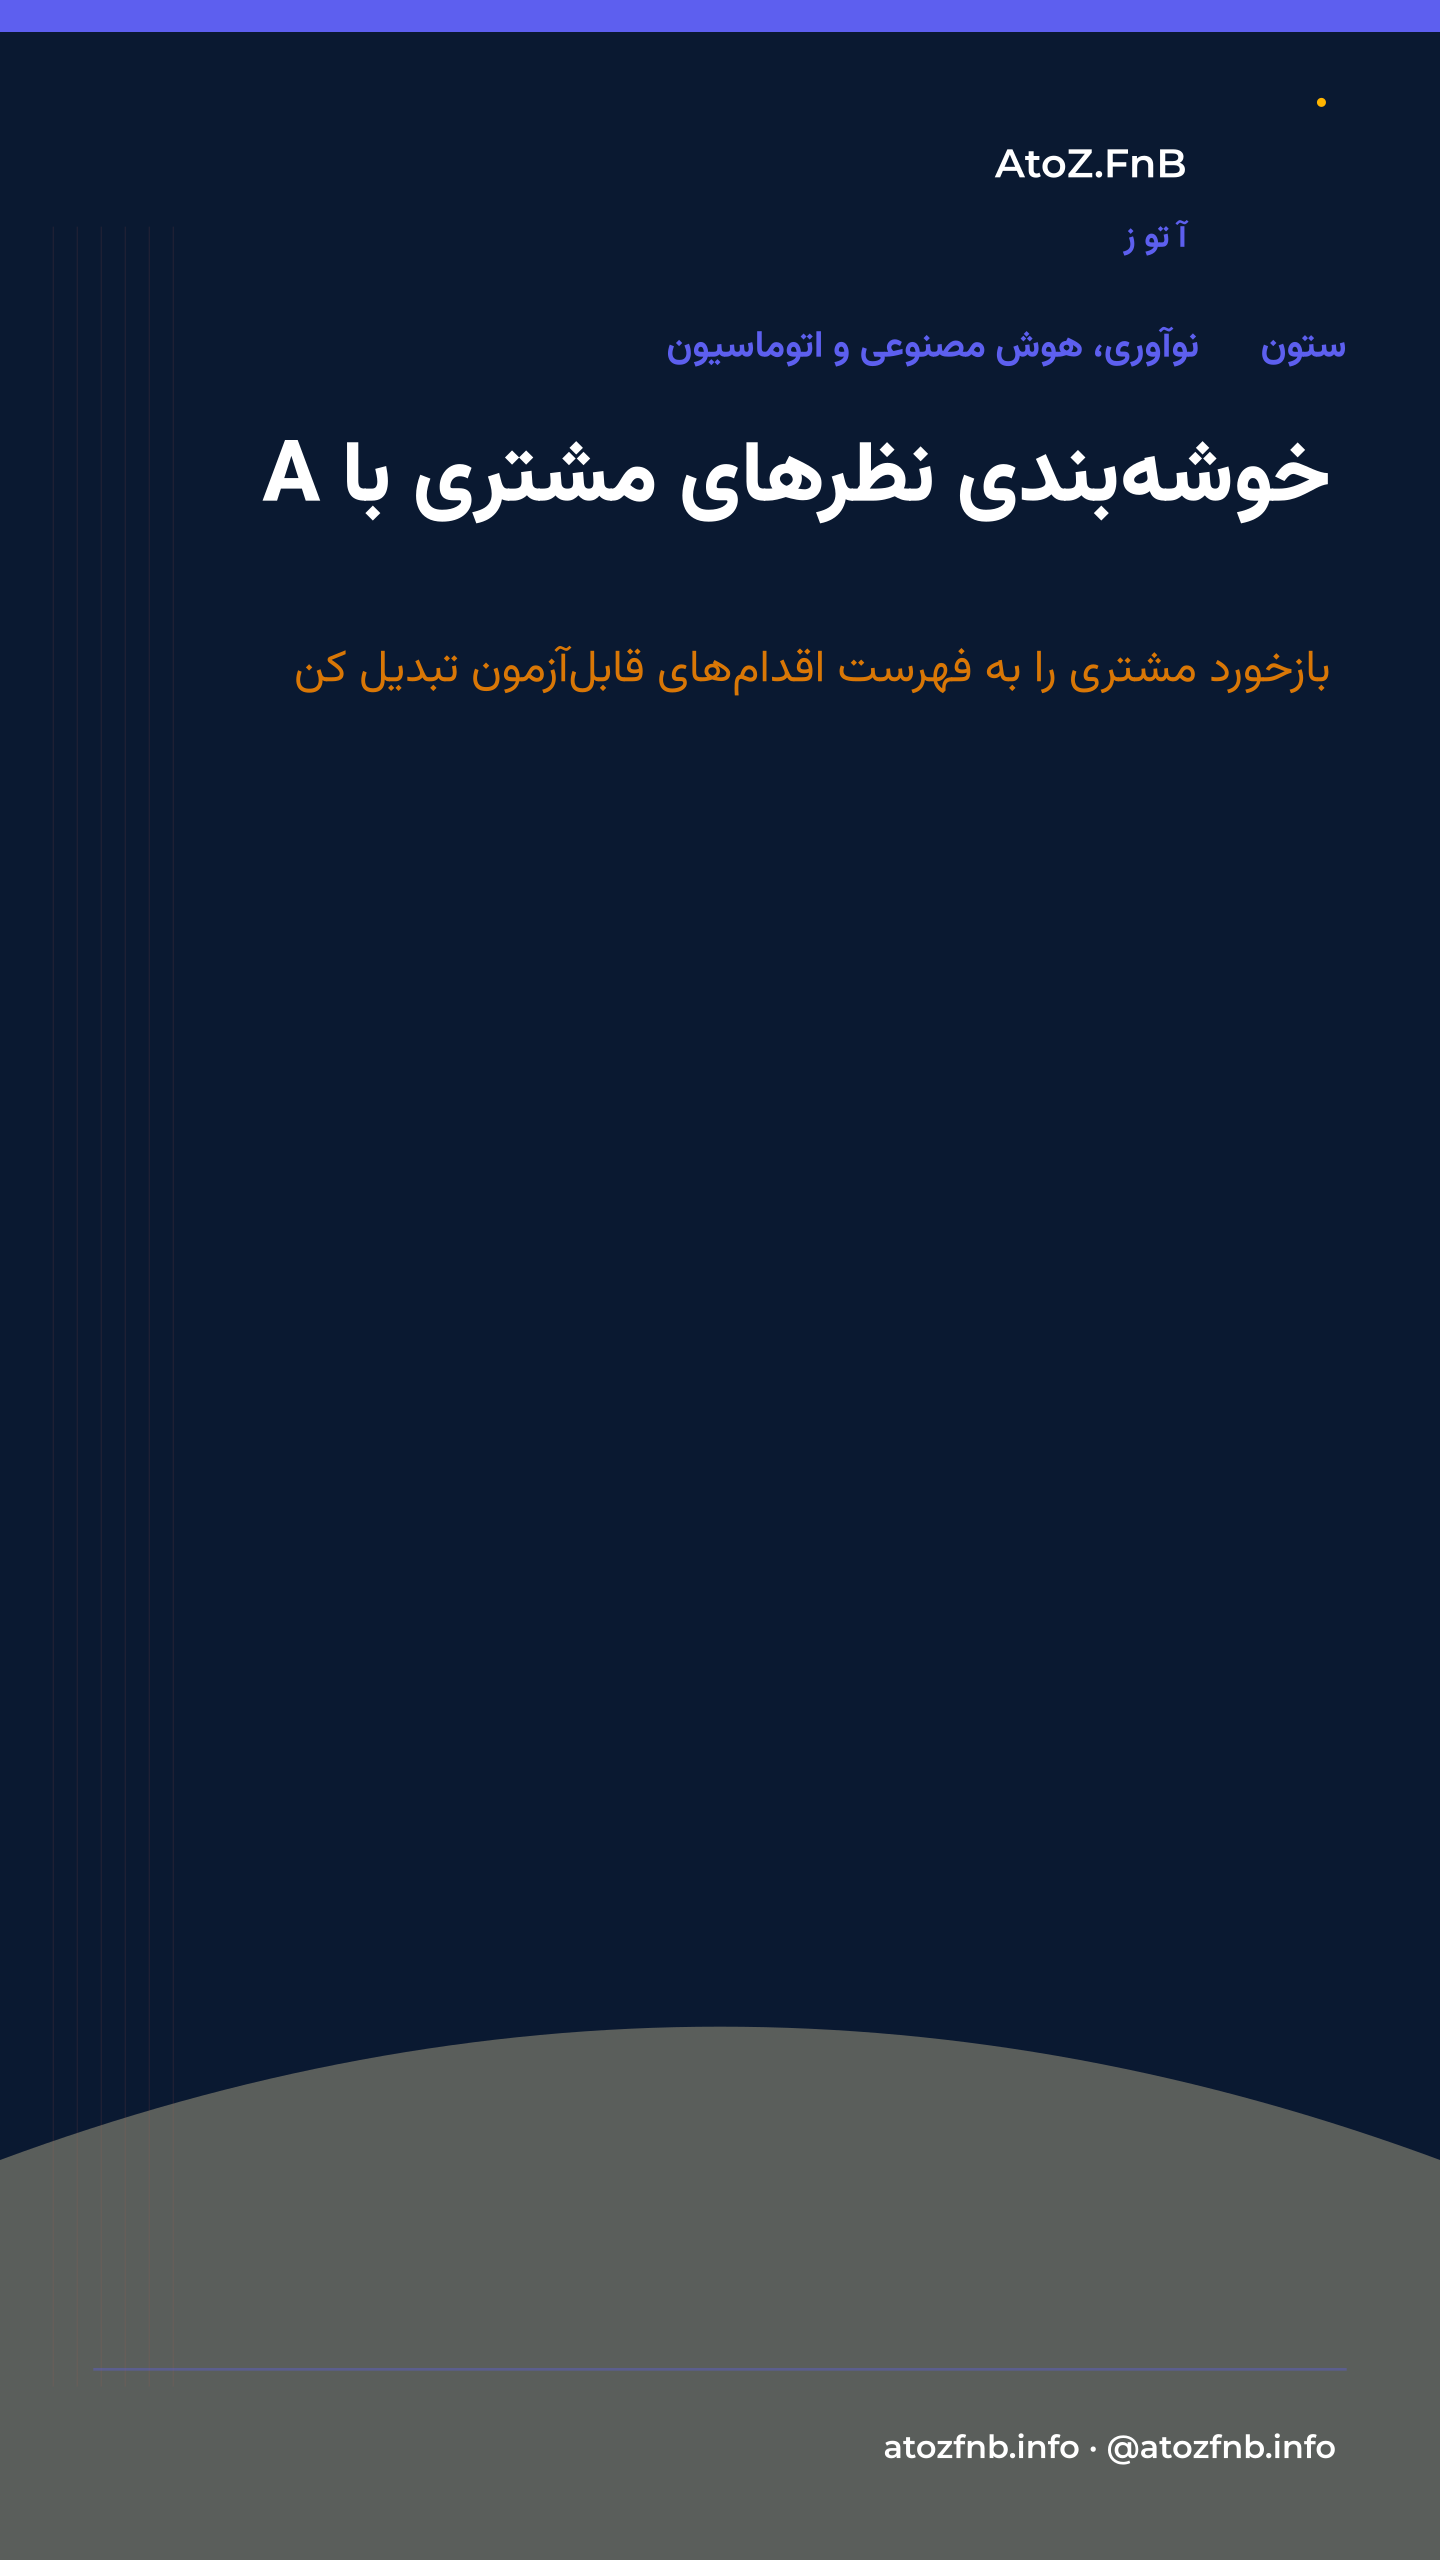 AtoZ.FnB
آ تو ز
ستون نوآوری، هوش مصنوعی و اتوماسیون
خوشه‌بندی نظرهای مشتری با A
بازخورد مشتری را به فهرست اقدام‌های قابل‌آزمون تبدیل کن
atozfnb.info · @atozfnb.info